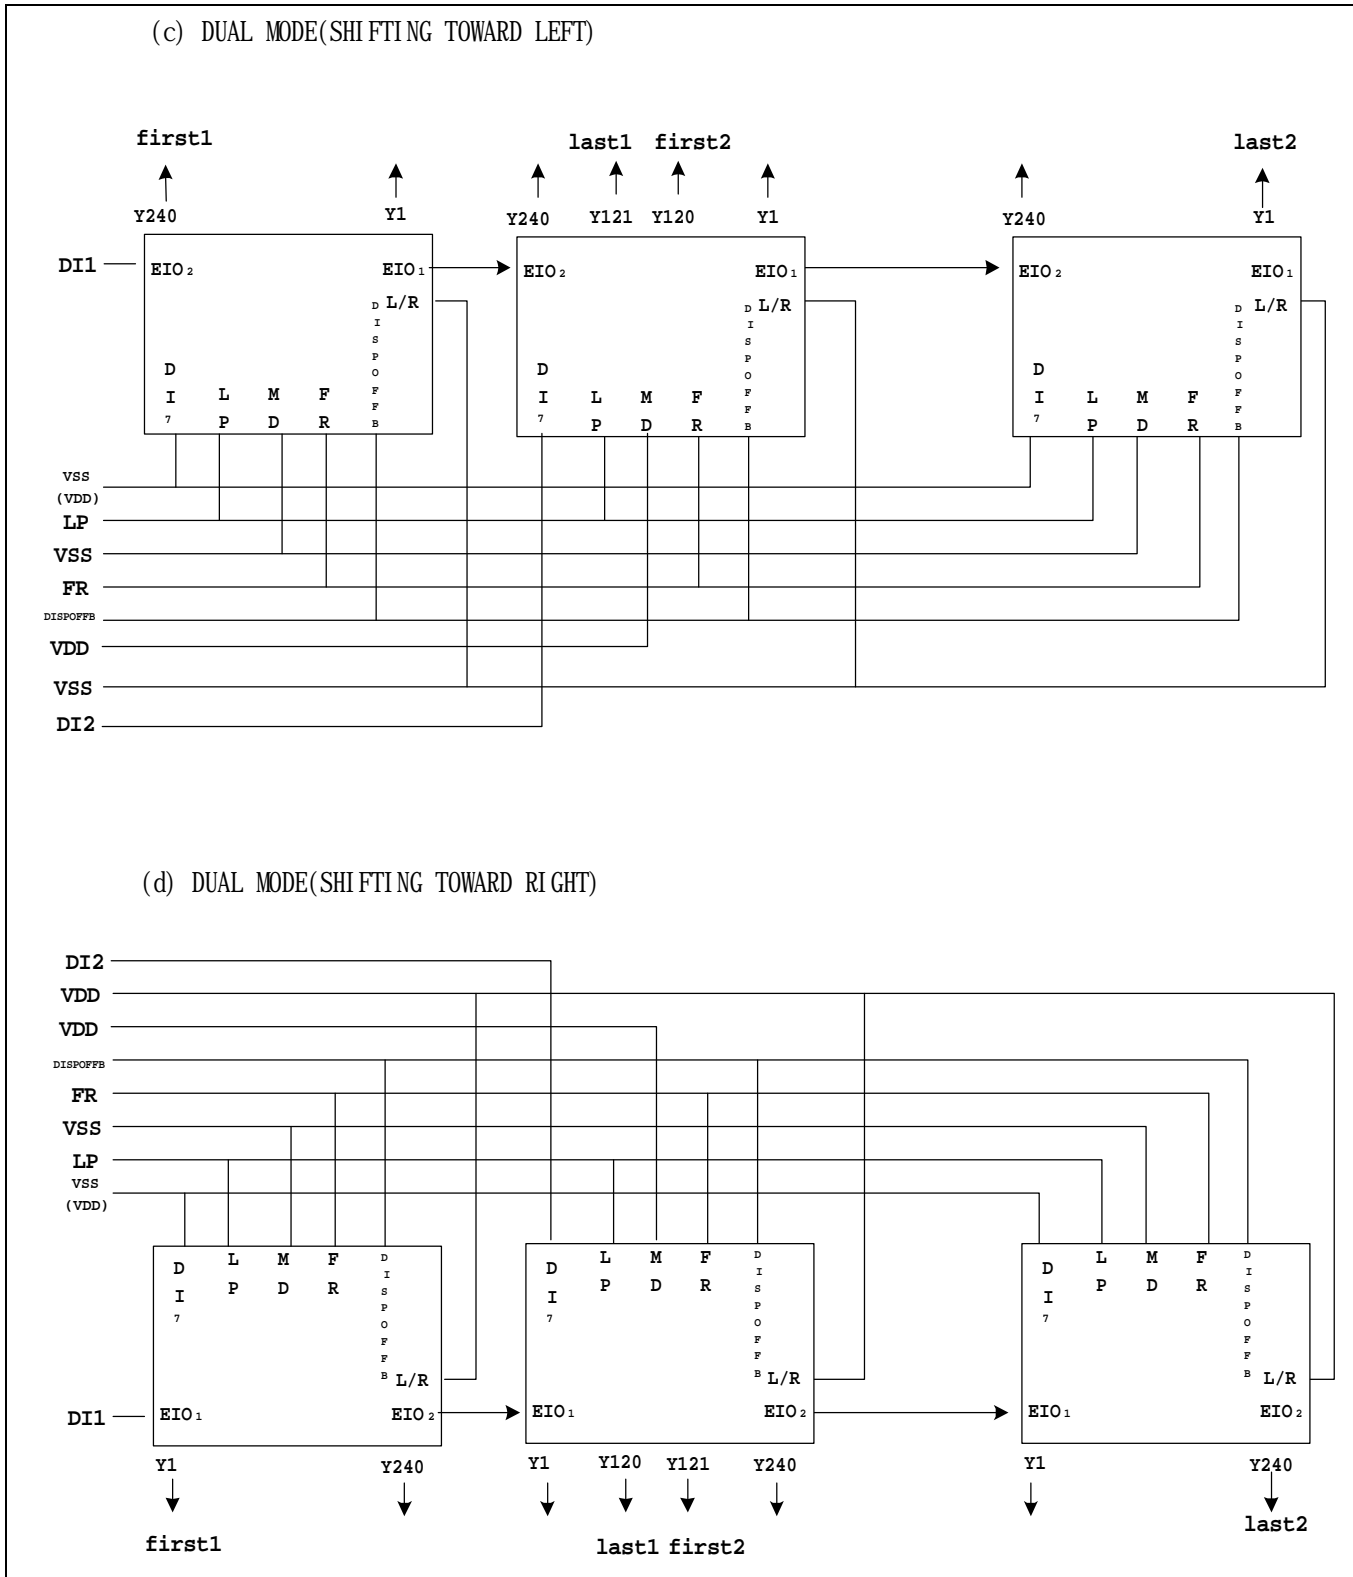 (c) DUAL MODE(SHIFTING TOWARD LEFT)
first1 last1 first2 last2
Y240 Y1 Y240 Y121 Y120 Y1 Y240 Y1
DI1 EIO2 EIO1 EIO2 EIO1 EIO2 EIO1
L/R L/R L/R
DI7 LP MD FR DISPOFFB DI7 LP MD FR DISPOFFB DI7 LP MD FR DISPOFFB
VSS
(VDD)
LP
VSS
FR
DISPOFFB
VDD
VSS
DI2
(d) DUAL MODE(SHIFTING TOWARD RIGHT)
DI2
VDD
VDD
DISPOFFB
FR
VSS
LP
VSS
(VDD)
DI7 LP MD FR DISPOFFB DI7 LP MD FR DISPOFFB DI7 LP MD FR DISPOFFB
L/R L/R L/R
DI1 EIO1 EIO2 EIO1 EIO2 EIO1 EIO2
Y1 Y240 Y1 Y120 Y121 Y240 Y1 Y240
first1 last1 first2 last2